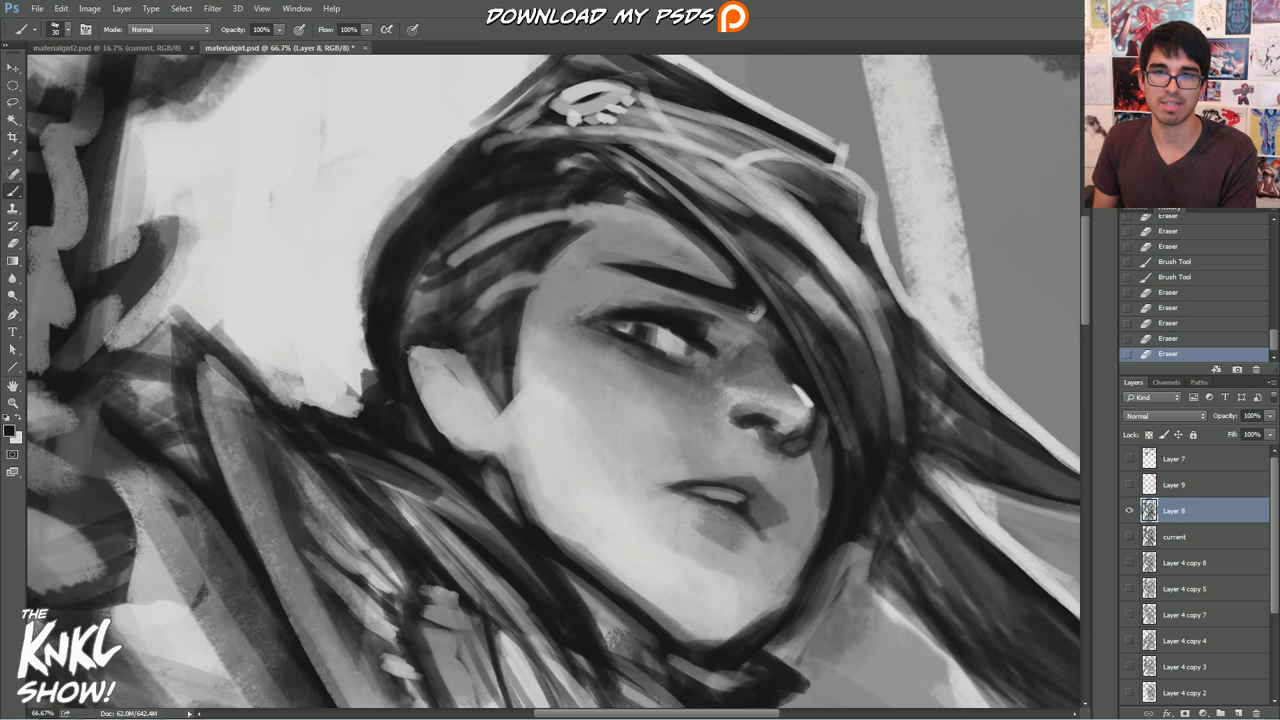 Ps File Edit Image Layer Type Select Filter 3D View Window Help
DOWNLOAD MY PSDS
30 Mode: Normal Opacity: 100% Flow: 100%
materialgirl2.psd @ 16.7% (current, RGB/8) × materialgirl.psd @ 66.7% (Layer 8, RGB/8) * ×
Eraser
Eraser
Eraser
Brush Tool
Brush Tool
Eraser
Eraser
Eraser
Eraser
Eraser
Layers Channels Paths
Kind
Normal Opacity: 100%
Lock: Fill: 100%
Layer 7
Layer 9
Layer 8
current
Layer 4 copy 8
Layer 4 copy 5
Layer 4 copy 7
Layer 4 copy 4
Layer 4 copy 3
Layer 4 copy 2
THE
KNKL
SHOW!
66.67% Doc: 62.0M/642.4M